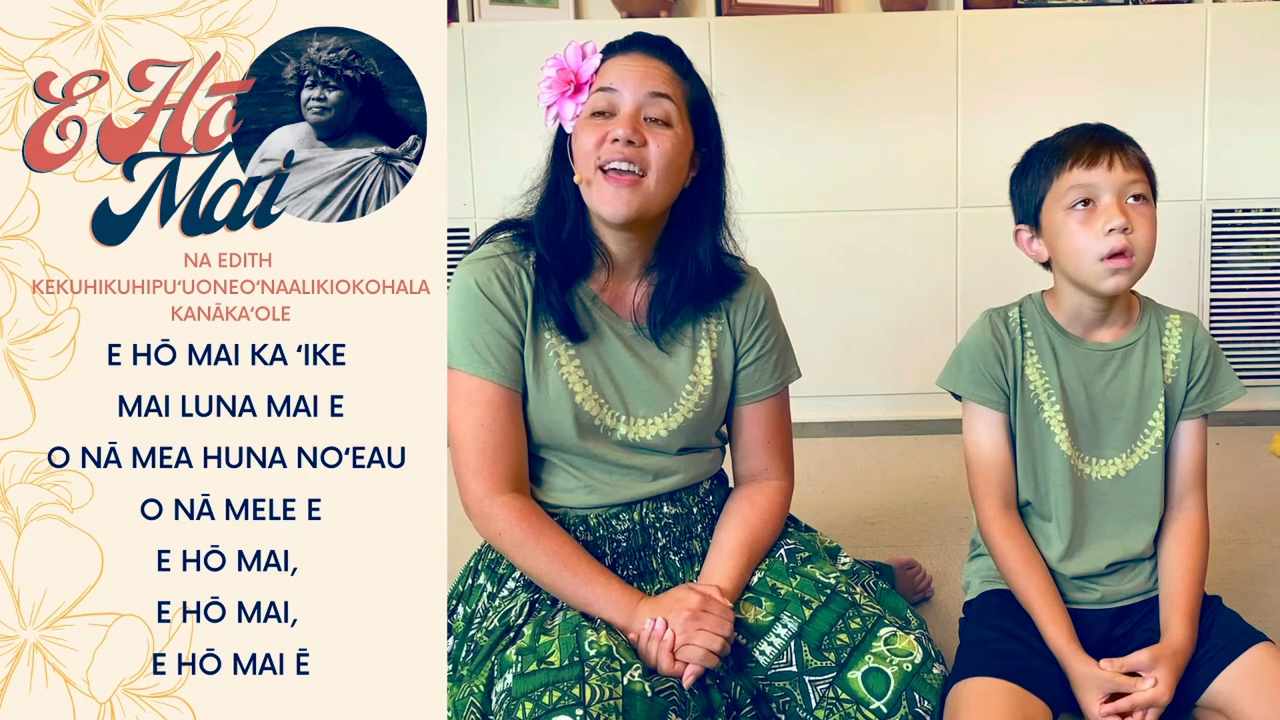 E Hō
Mai
NA EDITH
KEKUHIKUHIPUʻUONEOʻNAALIKIOKOHALA
KANĀKAʻOLE
E HŌ MAI KA ʻIKE
MAI LUNA MAI E
O NĀ MEA HUNA NOʻEAU
O NĀ MELE E
E HŌ MAI,
E HŌ MAI,
E HŌ MAI Ē